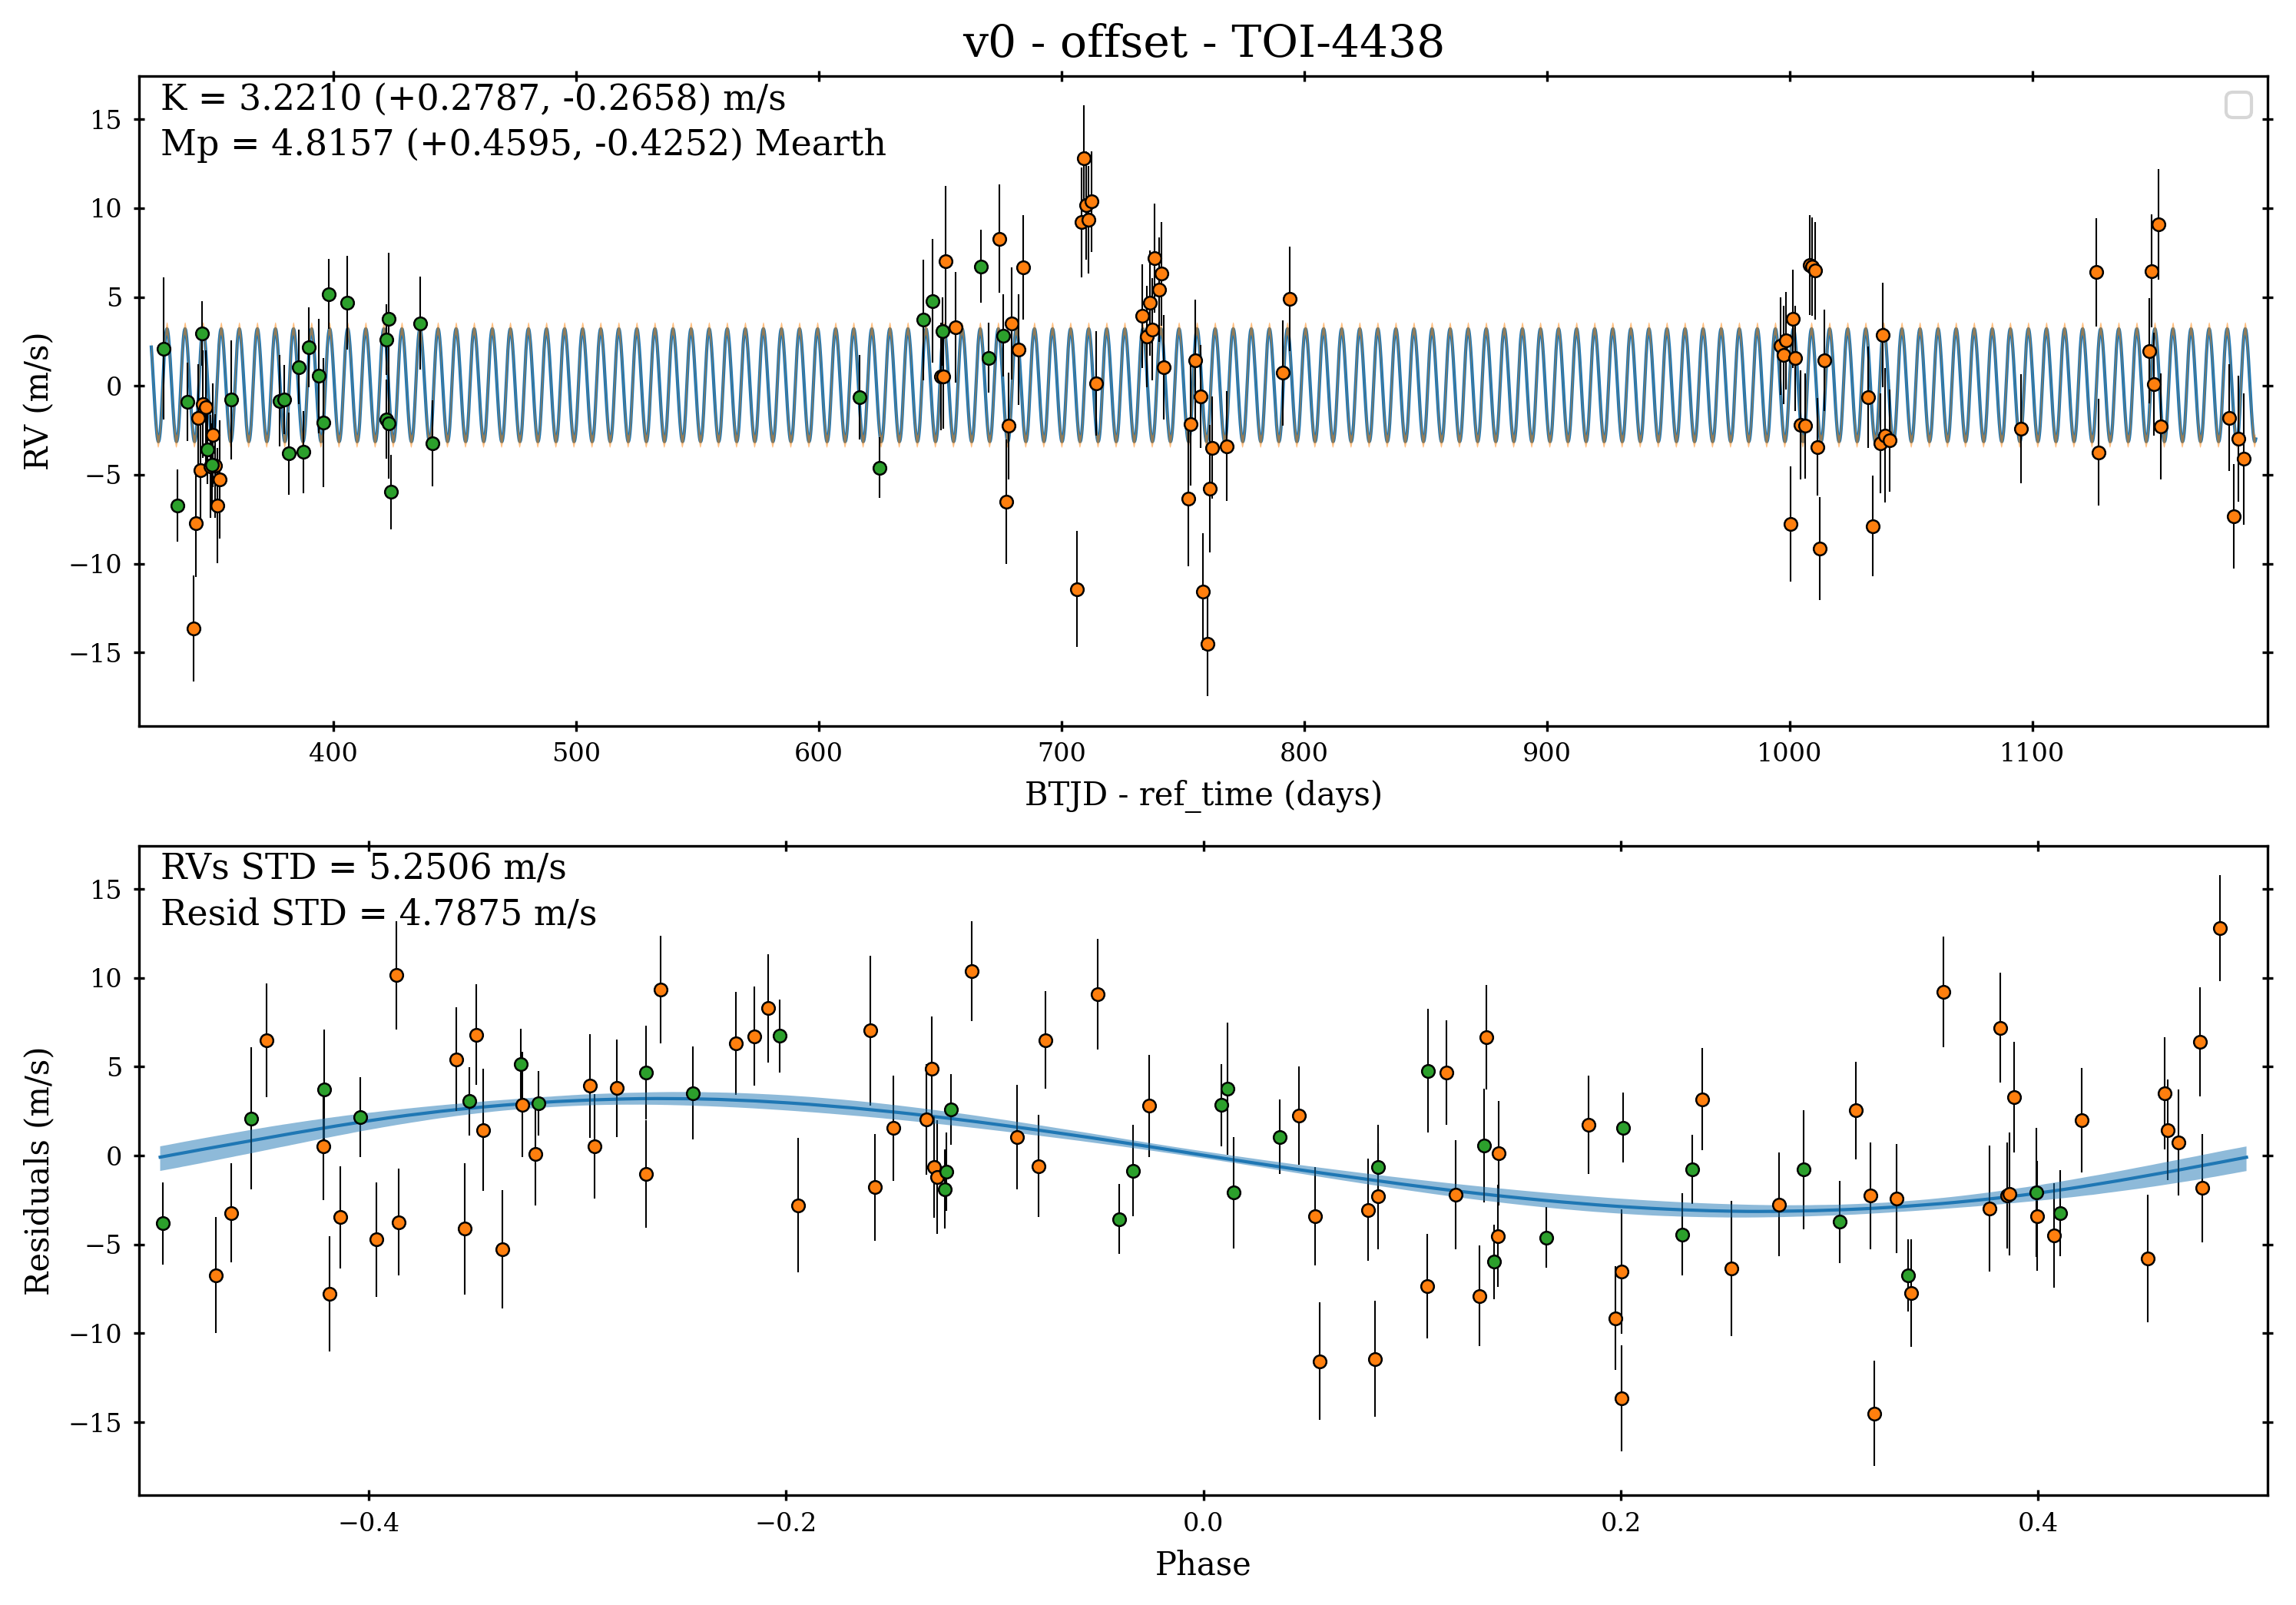 v0 - offset - TOI-4438
K = 3.2210 (+0.2787, -0.2658) m/s
Mp = 4.8157 (+0.4595, -0.4252) Mearth
15
10
5
0
−5
−10
−15
RV (m/s)
400 500 600 700 800 900 1000 1100
BTJD - ref_time (days)
RVs STD = 5.2506 m/s
Resid STD = 4.7875 m/s
15
10
5
0
−5
−10
−15
Residuals (m/s)
−0.4 −0.2 0.0 0.2 0.4
Phase